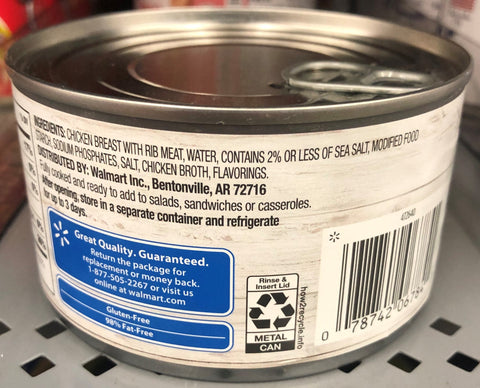 INGREDIENTS: CHICKEN BREAST WITH RIB MEAT, WATER, CONTAINS 2% OR LESS OF SEA SALT, MODIFIED FOOD
STARCH, SODIUM PHOSPHATES, SALT, CHICKEN BROTH, FLAVORINGS.
DISTRIBUTED BY: Walmart Inc., Bentonville, AR 72716
Fully cooked and ready to add to salads, sandwiches or casseroles.
After opening, store in a separate container and refrigerate
for up to 3 days.
Great Quality. Guaranteed.
Return the package for
replacement or money back.
1-877-505-2267 or visit us
online at walmart.com
Gluten-Free
98% Fat-Free
Rinse &
Insert Lid
METAL
CAN
how2recycle.info
0 78742 0678